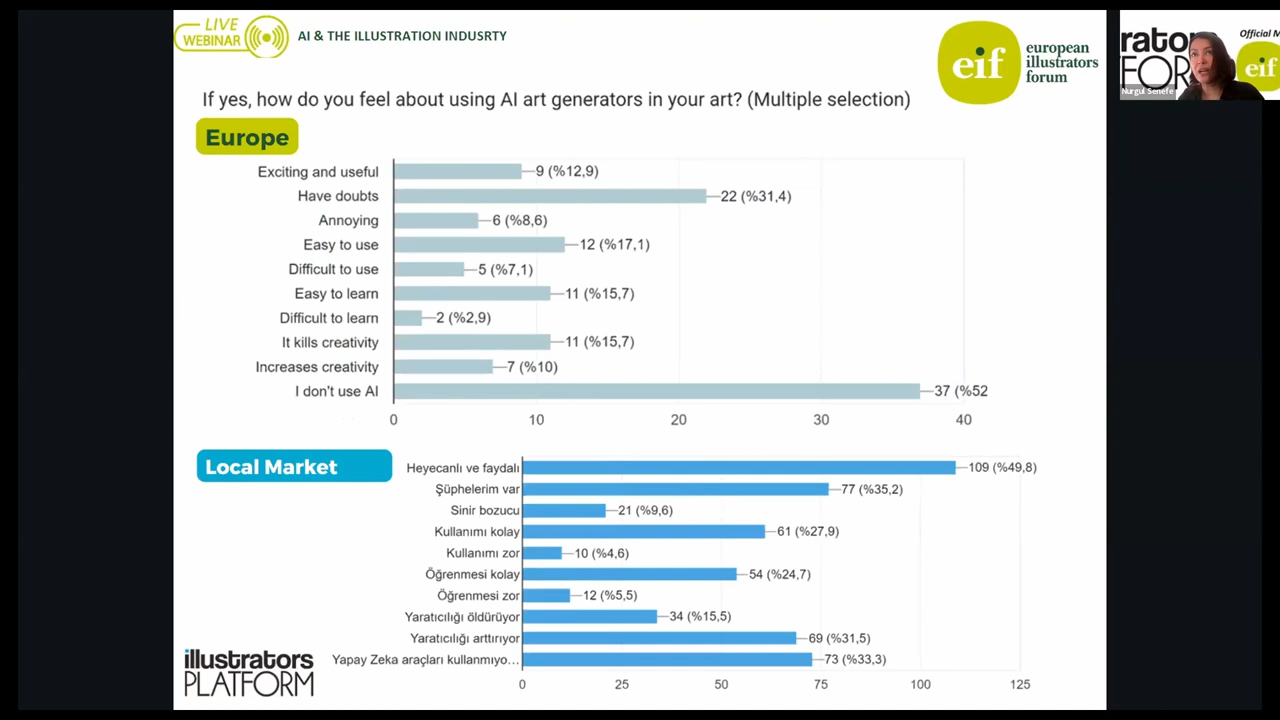 LIVE
WEBINAR
AI & THE ILLUSTRATION INDUSRTY
eif
european
illustrators
forum
If yes, how do you feel about using AI art generators in your art? (Multiple selection)
Europe
Exciting and useful 9 (%12,9)
Have doubts 22 (%31,4)
Annoying 6 (%8,6)
Easy to use 12 (%17,1)
Difficult to use 5 (%7,1)
Easy to learn 11 (%15,7)
Difficult to learn 2 (%2,9)
It kills creativity 11 (%15,7)
Increases creativity 7 (%10)
I don't use AI 37 (%52
0 10 20 30 40
Local Market
Heyecanlı ve faydalı 109 (%49,8)
Şüphelerim var 77 (%35,2)
Sinir bozucu 21 (%9,6)
Kullanımı kolay 61 (%27,9)
Kullanımı zor 10 (%4,6)
Öğrenmesi kolay 54 (%24,7)
Öğrenmesi zor 12 (%5,5)
Yaratıcılığı öldürüyor 34 (%15,5)
Yaratıcılığı arttırıyor 69 (%31,5)
Yapay Zeka araçları kullanmıyo... 73 (%33,3)
0 25 50 75 100 125
illustrators
PLATFORM
rato
FOR
Official M
eif
Nurgul Senefe